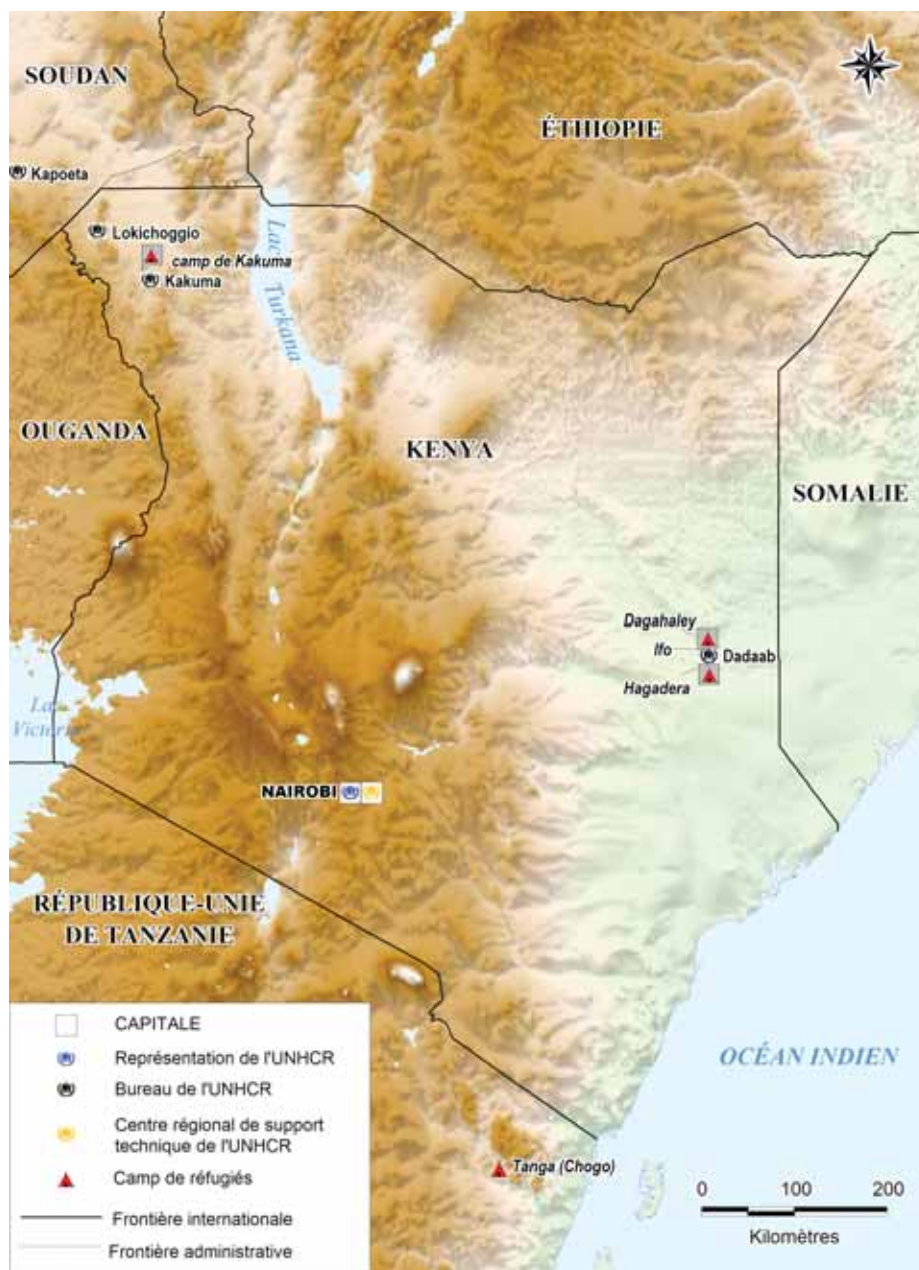 SOUDAN
ÉTHIOPIE
Kapoeta
Lokichoggio
camp de Kakuma
Kakuma
Lac
Turkana
OUGANDA
KENYA
SOMALIE
Dagahaley
Ifo
Dadaab
Hagadera
La
Victori
NAIROBI
RÉPUBLIQUE-UNIE
DE TANZANIE
OCÉAN INDIEN
Tanga (Chogo)
CAPITALE
Représentation de l'UNHCR
Bureau de l'UNHCR
Centre régional de support
technique de l'UNHCR
Camp de réfugiés
Frontière internationale
Frontière administrative
0 100 200
Kilomètres